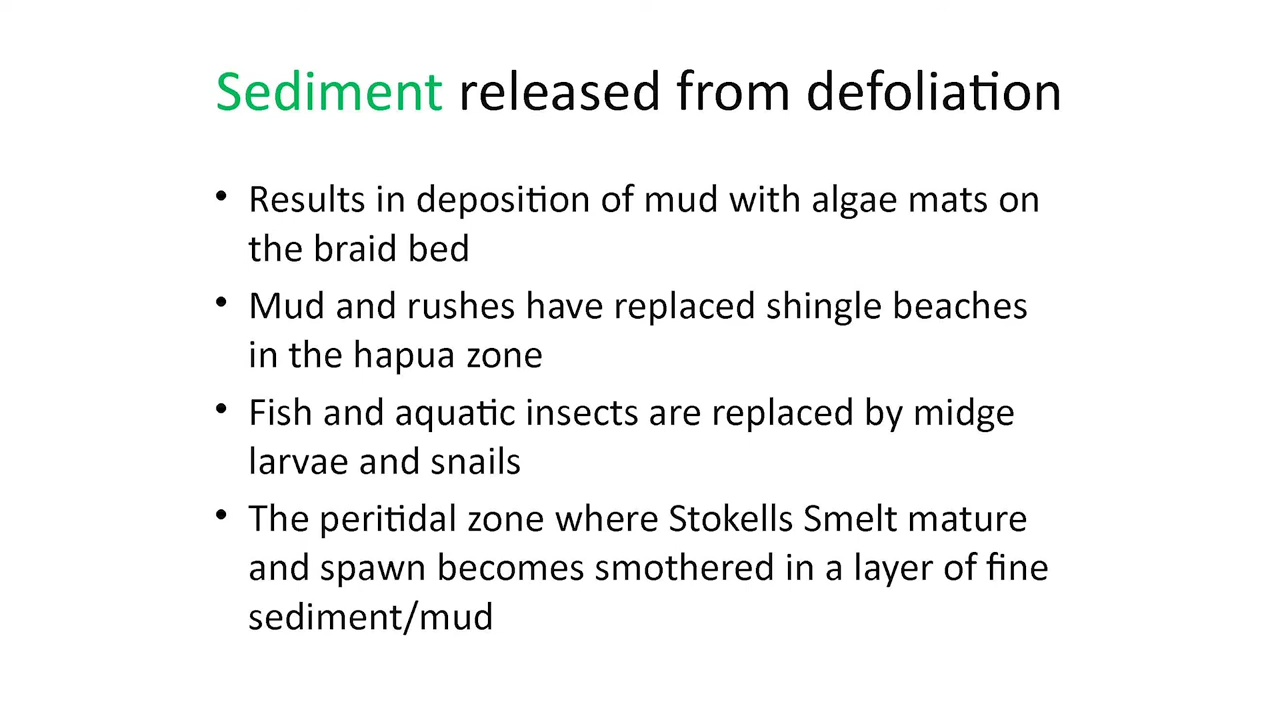 Sediment released from defoliation
• Results in deposition of mud with algae mats on
the braid bed
• Mud and rushes have replaced shingle beaches
in the hapua zone
• Fish and aquatic insects are replaced by midge
larvae and snails
• The peritidal zone where Stokells Smelt mature
and spawn becomes smothered in a layer of fine
sediment/mud